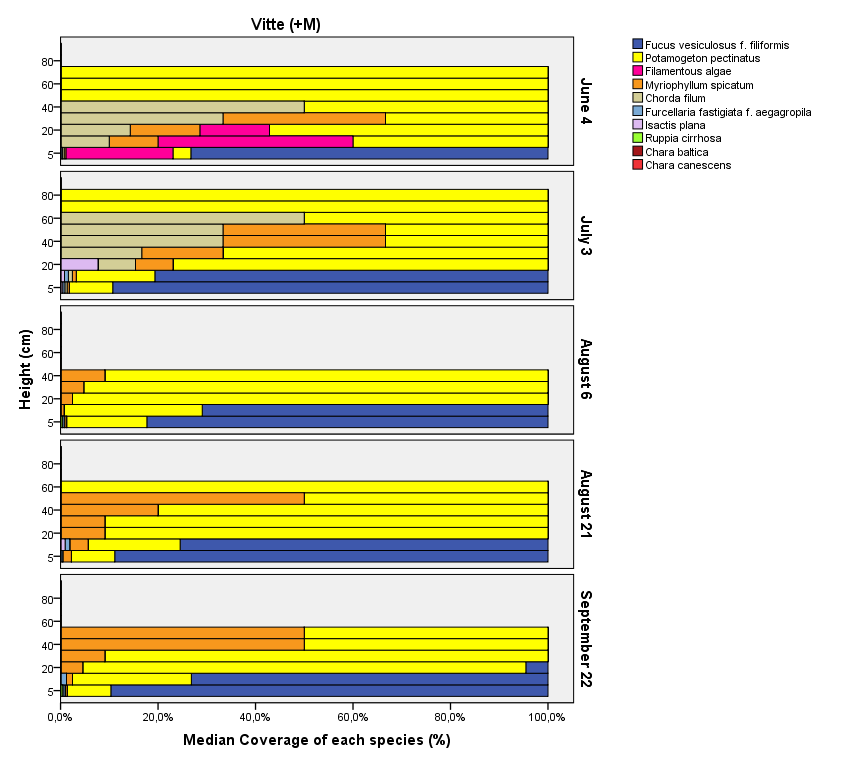 Vitte (+M)
Fucus vesiculosus f. filiformis
Potamogeton pectinatus
Filamentous algae
Myriophyllum spicatum
Chorda filum
Furcellaria fastigiata f. aegagropila
Isactis plana
Ruppia cirrhosa
Chara baltica
Chara canescens
80
60
40
20
5
June 4
80
60
40
20
5
July 3
80
60
40
20
5
August 6
80
60
40
20
5
August 21
80
60
40
20
5
September 22
Height (cm)
0,0% 20,0% 40,0% 60,0% 80,0% 100,0%
Median Coverage of each species (%)